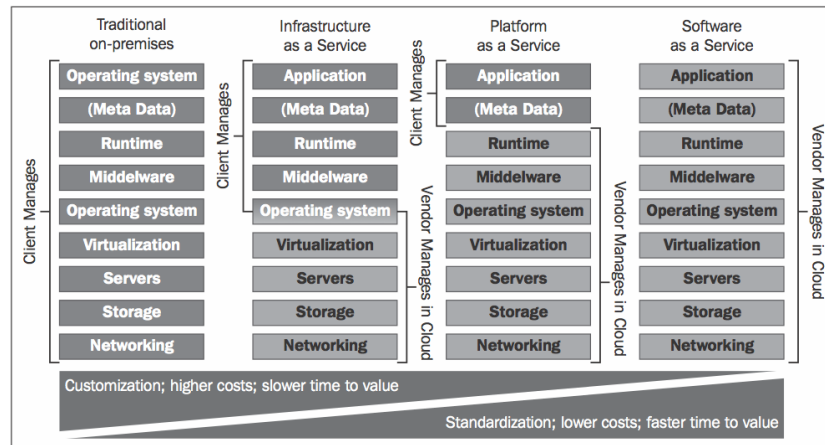 Traditional
on-premises
Client Manages
Operating system
(Meta Data)
Runtime
Middelware
Operating system
Virtualization
Servers
Storage
Networking
Infrastructure
as a Service
Client Manages
Application
(Meta Data)
Runtime
Middelware
Operating system
Virtualization
Servers
Storage
Networking
Vendor Manages in Cloud
Platform
as a Service
Client Manages
Application
(Meta Data)
Runtime
Middelware
Operating system
Virtualization
Servers
Storage
Networking
Vendor Manages in Cloud
Software
as a Service
Application
(Meta Data)
Runtime
Middelware
Operating system
Virtualization
Servers
Storage
Networking
Vendor Manages in Cloud
Customization; higher costs; slower time to value
Standardization; lower costs; faster time to value